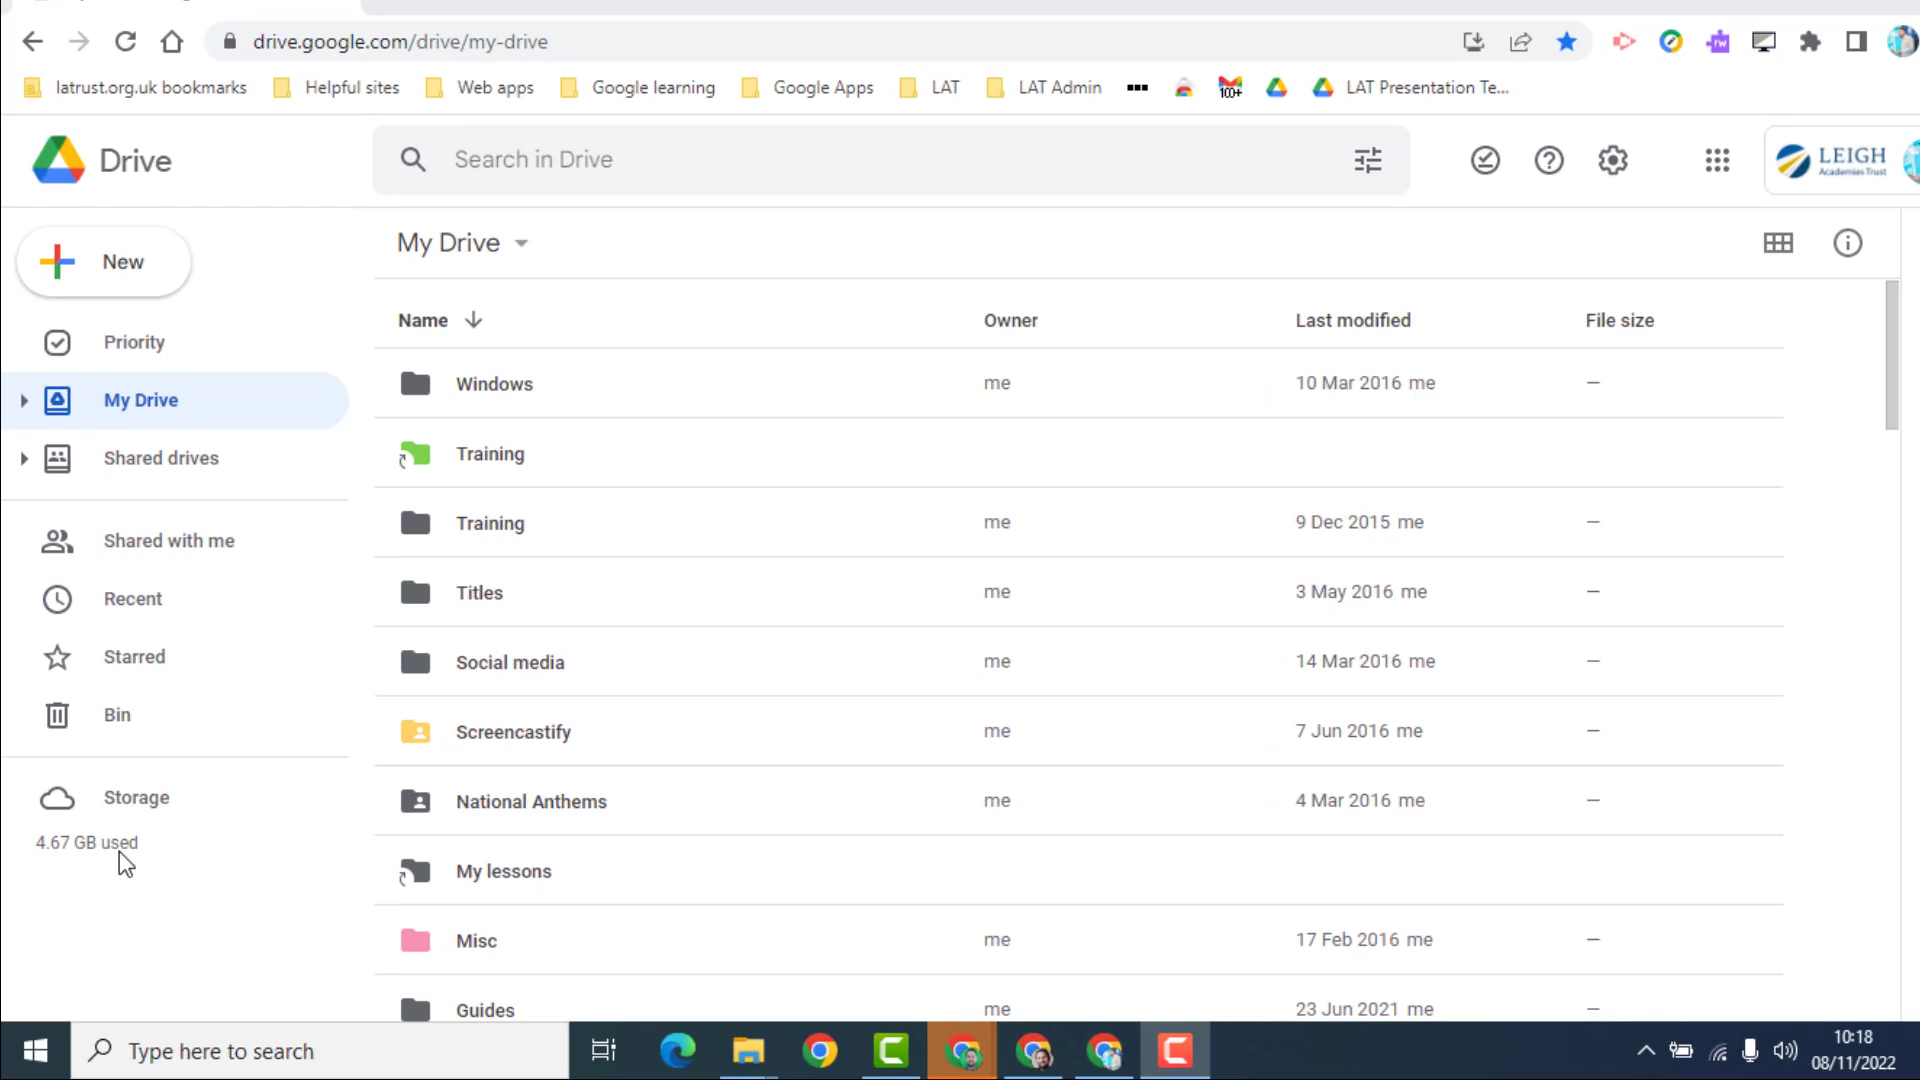 drive.google.com/drive/my-drive
latrust.org.uk bookmarks Helpful sites Web apps Google learning Google Apps LAT LAT Admin 100+ LAT Presentation Te...
Drive Search in Drive LEIGH
Academies Trust
New My Drive
Name Owner Last modified File size
Priority
Windows me 10 Mar 2016 me –
My Drive
Training
Shared drives
Training me 9 Dec 2015 me –
Shared with me
Titles me 3 May 2016 me –
Recent
Social media me 14 Mar 2016 me –
Starred
Screencastify me 7 Jun 2016 me –
Bin
National Anthems me 4 Mar 2016 me –
Storage
4.67 GB used
My lessons
Misc me 17 Feb 2016 me –
Guides me 23 Jun 2021 me –
Type here to search
10:18
08/11/2022